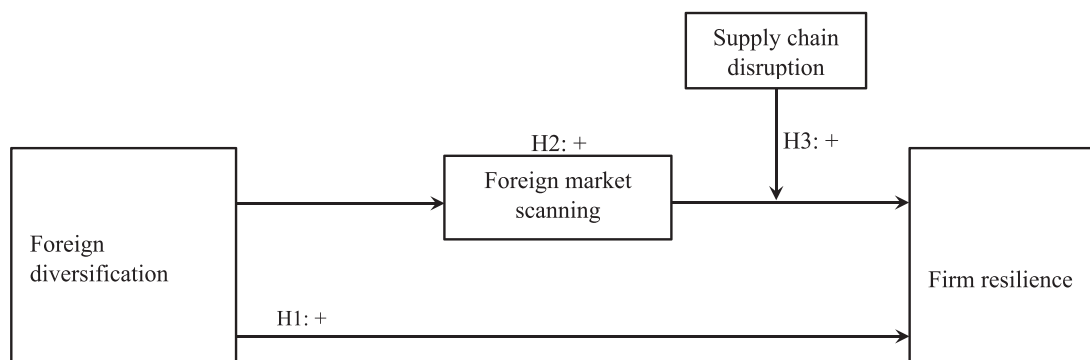 Supply chain
disruption
H2: +
H3: +
Foreign market
scanning
Foreign
diversification
Firm resilience
H1: +